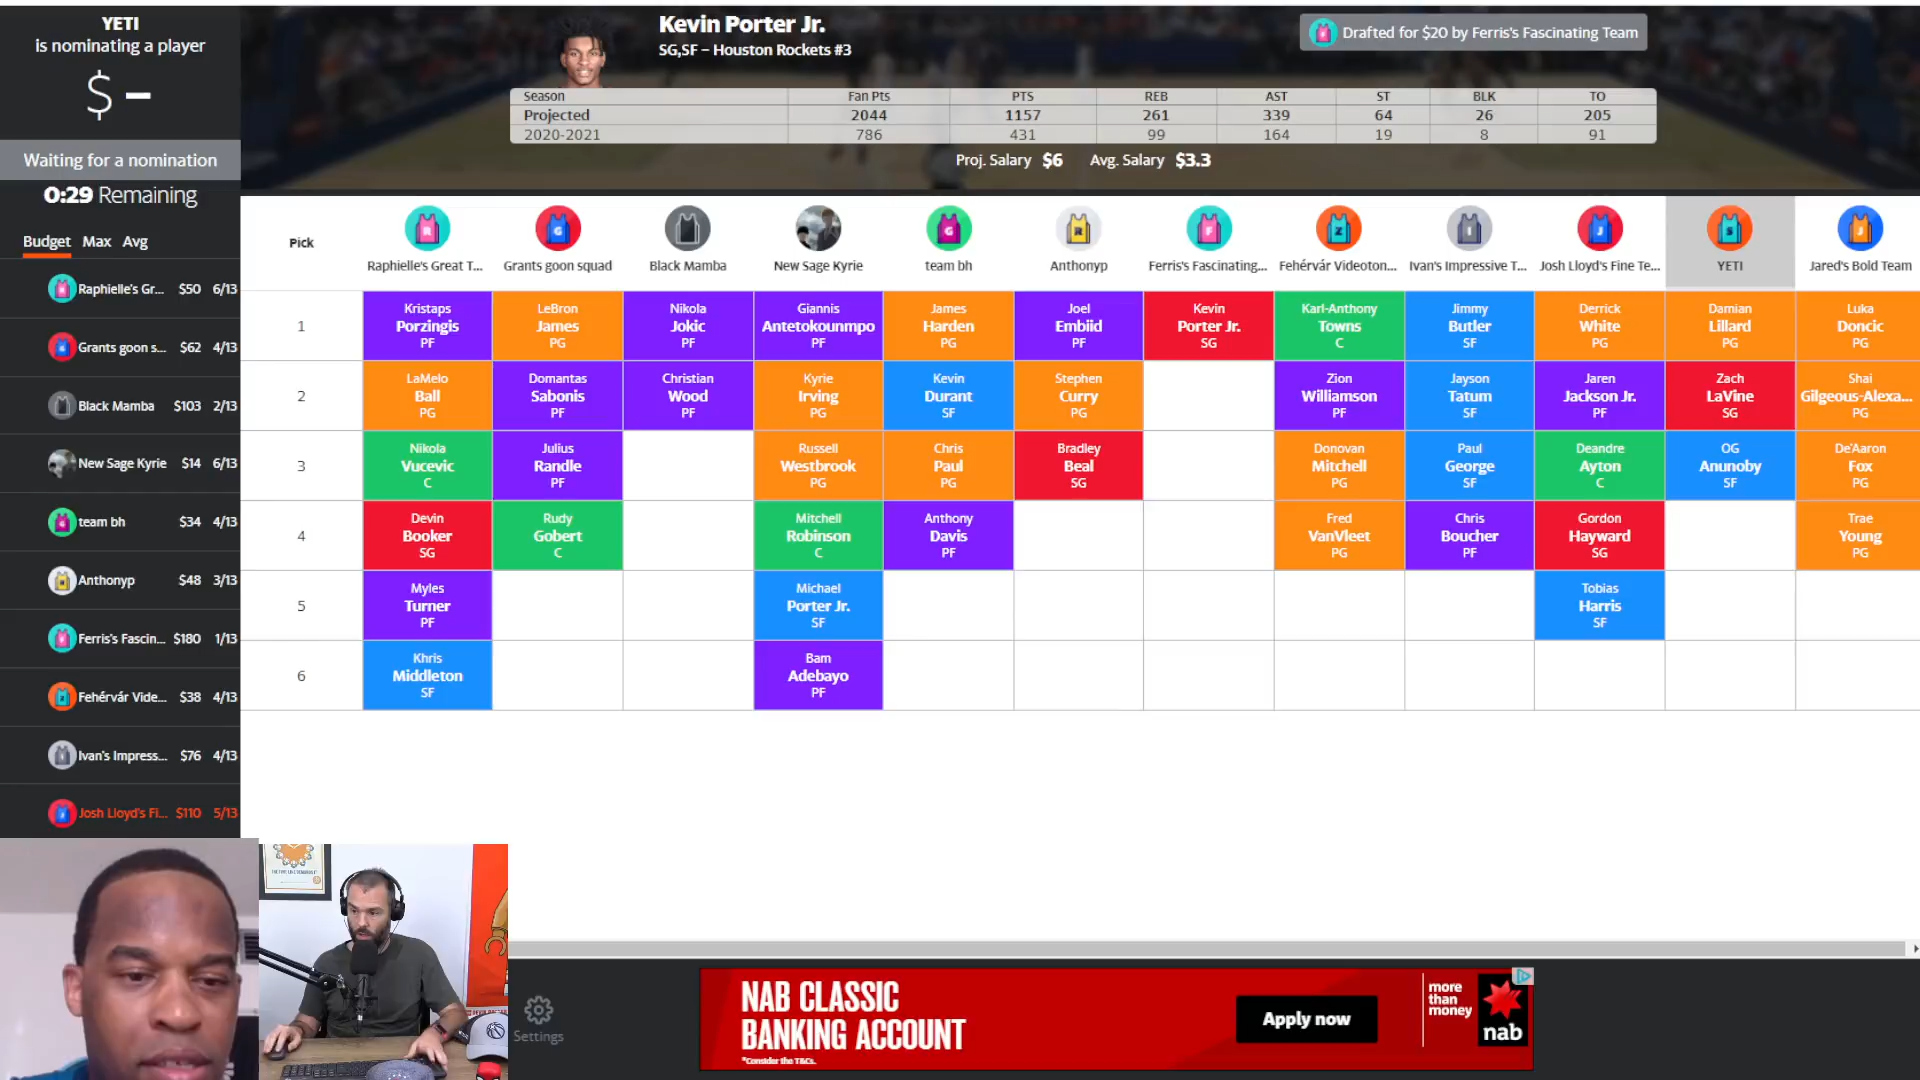 YETI
is nominating a player
$ –
Waiting for a nomination
0:29 Remaining
Budget Max Avg
Raphielle's Gr... $50 6/13
Grants goon s... $62 4/13
Black Mamba $103 2/13
New Sage Kyrie $14 6/13
team bh $34 4/13
Anthonyp $48 3/13
Ferris's Fascin... $180 1/13
Fehérvár Vide... $38 4/13
Ivan's Impress... $76 4/13
Josh Lloyd's Fi... $110 5/13
Kevin Porter Jr.
SG,SF – Houston Rockets #3
Drafted for $20 by Ferris's Fascinating Team
Season Fan Pts PTS REB AST ST BLK TO
Projected 2044 1157 261 339 64 26 205
2020-2021 786 431 99 164 19 8 91
Proj. Salary $6 Avg. Salary $3.3
Pick Raphielle's Great T... Grants goon squad Black Mamba New Sage Kyrie team bh Anthonyp Ferris's Fascinating... Fehérvár Videoton... Ivan's Impressive T... Josh Lloyd's Fine Te... YETI Jared's Bold Team
Kristaps LeBron Nikola Giannis James Joel Kevin Karl-Anthony Jimmy Derrick Damian Luka
1 Porzingis James Jokic Antetokounmpo Harden Embiid Porter Jr. Towns Butler White Lillard Doncic
PF PG PF PF PG PF SG C SF PG PG PG
LaMelo Domantas Christian Kyrie Kevin Stephen Zion Jayson Jaren Zach Shai
2 Ball Sabonis Wood Irving Durant Curry Williamson Tatum Jackson Jr. LaVine Gilgeous-Alexa...
PG PF PF PG SF PG PF SF PF SG PG
Nikola Julius Russell Chris Bradley Donovan Paul Deandre OG De'Aaron
3 Vucevic Randle Westbrook Paul Beal Mitchell George Ayton Anunoby Fox
C PF PG PG SG PG SF C SF PG
Devin Rudy Mitchell Anthony Fred Chris Gordon Trae
4 Booker Gobert Robinson Davis VanVleet Boucher Hayward Young
SG C C PF PG PF SG PG
Myles Michael Tobias
5 Turner Porter Jr. Harris
PF SF SF
Khris Bam
6 Middleton Adebayo
SF PF
Settings
NAB CLASSIC
BANKING ACCOUNT
*Consider the T&Cs.
Apply now
more
than
money
nab